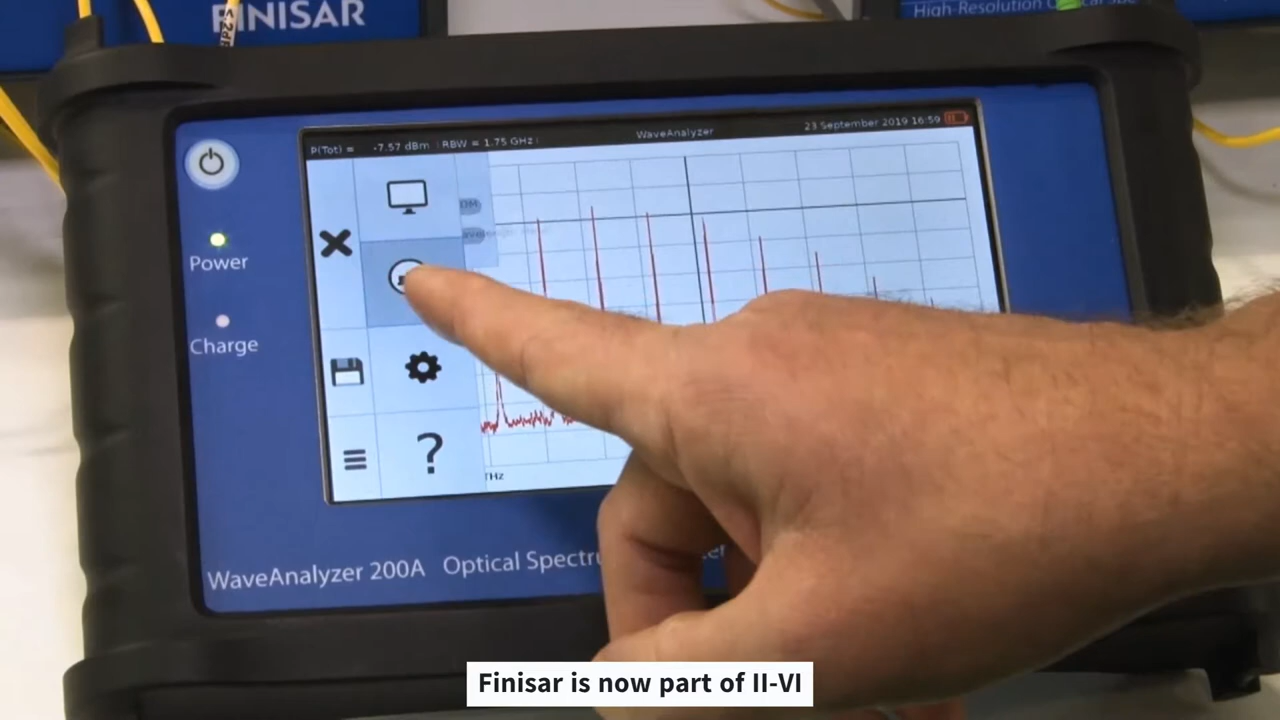 FINISAR
High-Resolution
P(Tot) = -7.57 dBm RBW = 1.75 GHz
WaveAnalyzer
23 September 2019 16:59
Power
Charge
?
THz
WaveAnalyzer 200A Optical Spectru
Finisar is now part of II-VI